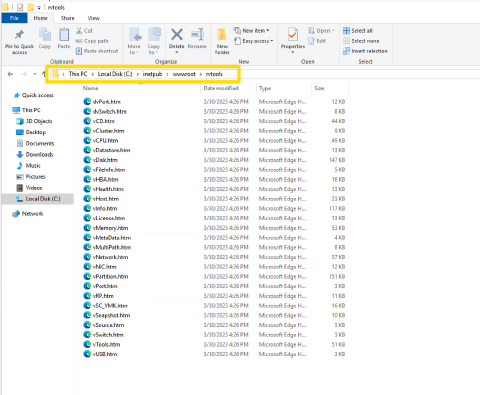 rvtools
File Home Share View
Pin to Quick access Copy Paste Cut Copy path Paste shortcut Move to Copy to Delete Rename New folder New item Easy access Properties Open Edit History Select all Select none Invert selection
Clipboard Organize New Open Select
This PC > Local Disk (C:) > inetpub > wwwroot > rvtools
Name Date modified Type Size
Quick access
This PC
3D Objects
Desktop
Documents
Downloads
Music
Pictures
Videos
Local Disk (C:)
Network
dvPort.htm 3/30/2023 4:26 PM Microsoft Edge H... 12 KB
dvSwitch.htm 3/30/2023 4:26 PM Microsoft Edge H... 8 KB
vCD.htm 3/30/2023 4:26 PM Microsoft Edge H... 44 KB
vCluster.htm 3/30/2023 4:26 PM Microsoft Edge H... 9 KB
vCPU.htm 3/30/2023 4:26 PM Microsoft Edge H... 49 KB
vDatastore.htm 3/30/2023 4:26 PM Microsoft Edge H... 13 KB
vDisk.htm 3/30/2023 4:26 PM Microsoft Edge H... 147 KB
vFileInfo.htm 3/30/2023 4:26 PM Microsoft Edge H... 5 KB
vHBA.htm 3/30/2023 4:26 PM Microsoft Edge H... 16 KB
vHealth.htm 3/30/2023 4:26 PM Microsoft Edge H... 13 KB
vHost.htm 3/30/2023 4:26 PM Microsoft Edge H... 23 KB
vInfo.htm 3/30/2023 4:26 PM Microsoft Edge H... 117 KB
vLicense.htm 3/30/2023 4:26 PM Microsoft Edge H... 13 KB
vMemory.htm 3/30/2023 4:26 PM Microsoft Edge H... 53 KB
vMetaData.htm 3/30/2023 4:26 PM Microsoft Edge H... 4 KB
vMultiPath.htm 3/30/2023 4:26 PM Microsoft Edge H... 8 KB
vNetwork.htm 3/30/2023 4:26 PM Microsoft Edge H... 57 KB
vNIC.htm 3/30/2023 4:26 PM Microsoft Edge H... 12 KB
vPartition.htm 3/30/2023 4:26 PM Microsoft Edge H... 151 KB
vPort.htm 3/30/2023 4:26 PM Microsoft Edge H... 3 KB
vRP.htm 3/30/2023 4:26 PM Microsoft Edge H... 11 KB
vSC_VMK.htm 3/30/2023 4:26 PM Microsoft Edge H... 16 KB
vSnapshot.htm 3/30/2023 4:26 PM Microsoft Edge H... 10 KB
vSource.htm 3/30/2023 4:26 PM Microsoft Edge H... 5 KB
vSwitch.htm 3/30/2023 4:26 PM Microsoft Edge H... 3 KB
vTools.htm 3/30/2023 4:26 PM Microsoft Edge H... 51 KB
vUSB.htm 3/30/2023 4:26 PM Microsoft Edge H... 3 KB